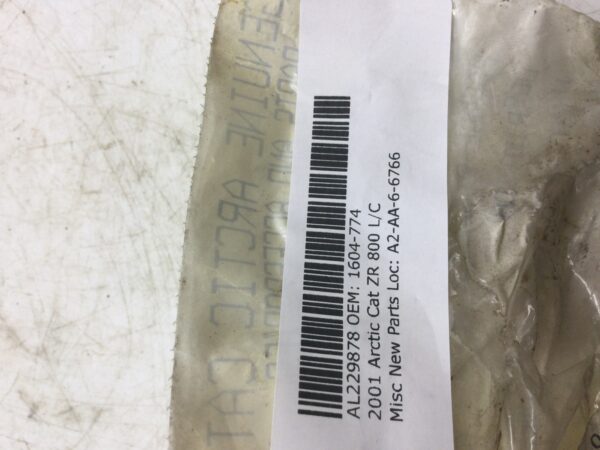 GENUINE ARCTIC CAT
AL229878 OEM: 1604-774
2001 Arctic Cat ZR 800 L/C
Misc New Parts Loc: A2-AA-6-6766